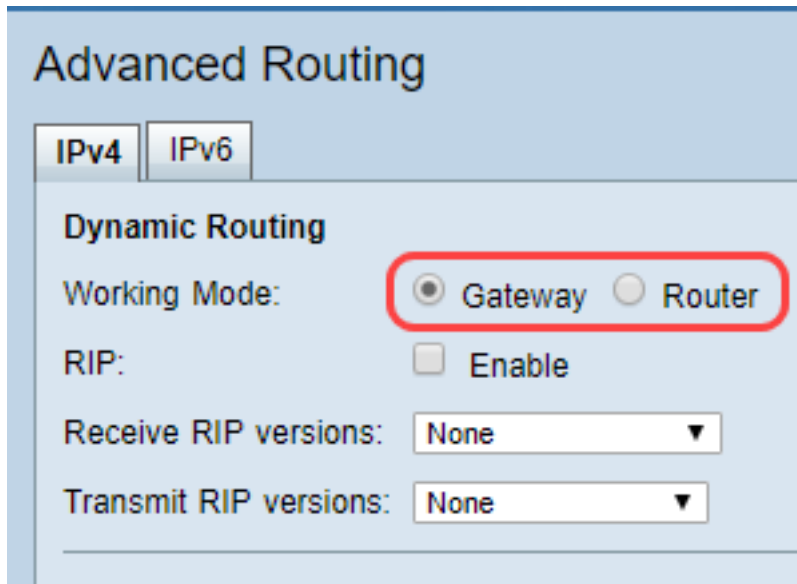 Advanced Routing
IPv4 IPv6
Dynamic Routing
Working Mode: Gateway Router
RIP: Enable
Receive RIP versions: None
Transmit RIP versions: None